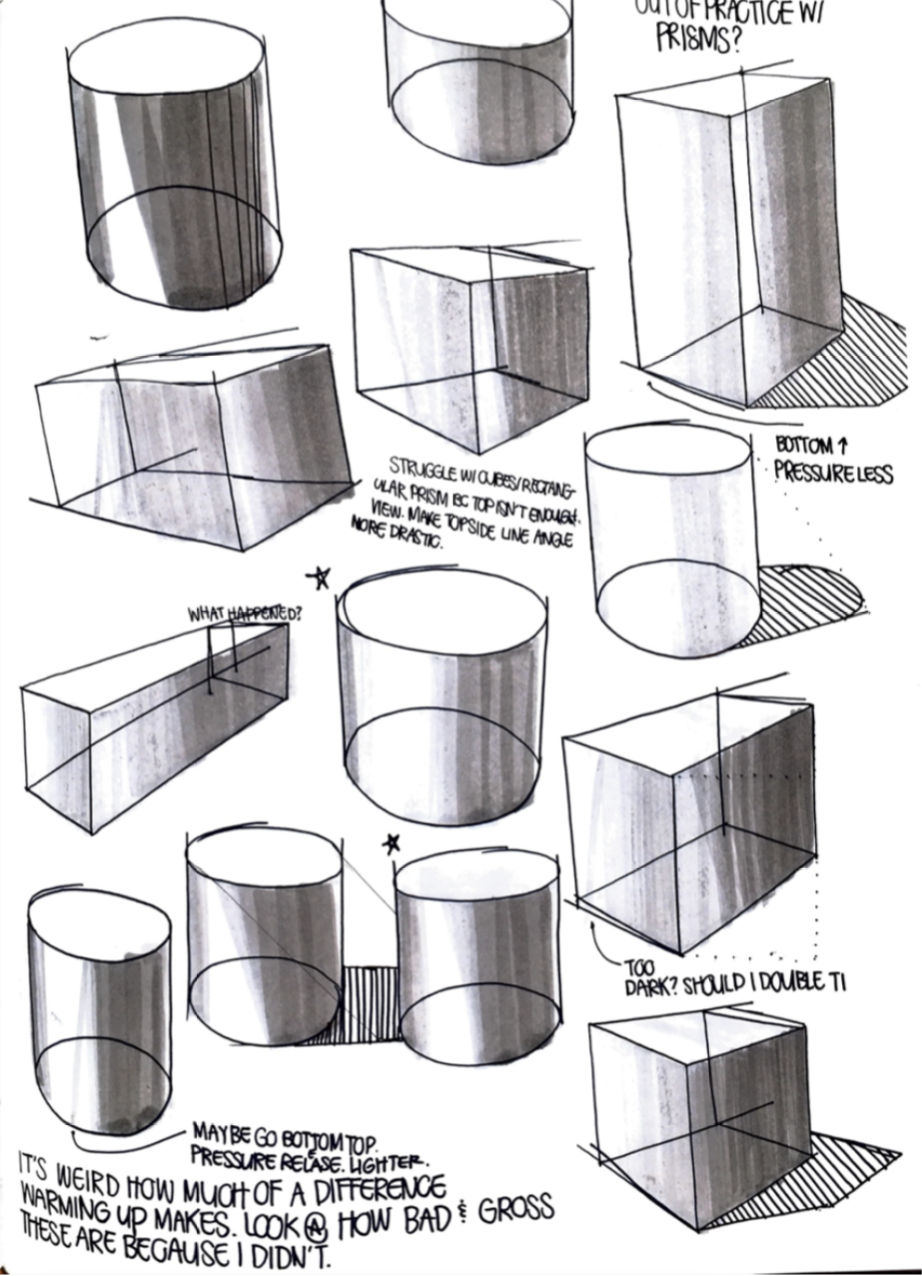 OUT OF PRACTICE W/
PRISMS?
BOTTOM ↑
PRESSURE LESS
STRUGGLE W/ CUBES/RECTANG-
ULAR PRISM BC TOP ISN'T ENOUGH.
VIEW. MAKE TOPSIDE LINE ANGLE
MORE DRASTIC.
WHAT HAPPENED?
TOO
DARK? SHOULD I DOUBLE TI
MAYBE GO BOTTOM TOP.
PRESSURE RELASE. LIGHTER.
IT'S WEIRD HOW MUCH OF A DIFFERENCE
WARMING UP MAKES. LOOK @ HOW BAD & GROSS
THESE ARE BECAUSE I DIDN'T.